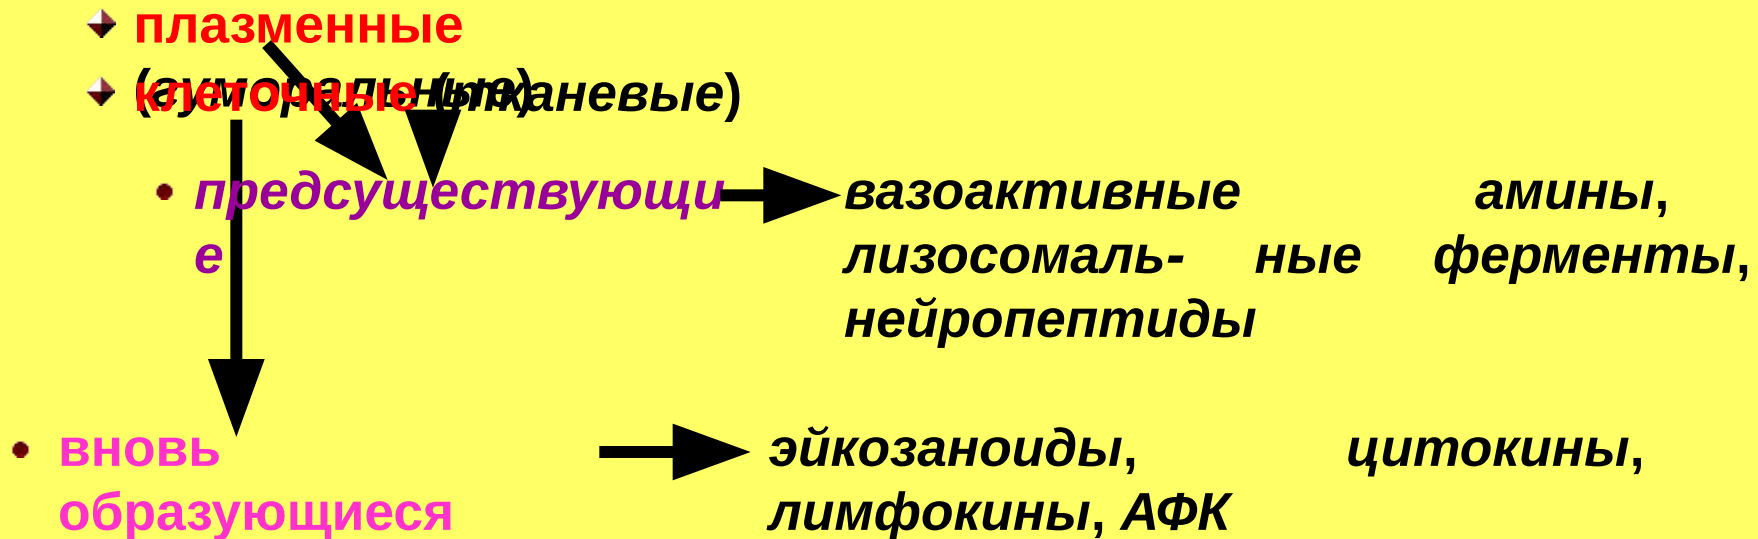 плазменные
(гуморальные)
клеточные (тканевые)
предсуществующи
е
вазоактивные амины,
лизосомаль- ные ферменты,
нейропептиды
вновь
образующиеся
эйкозаноиды, цитокины,
лимфокины, АФК